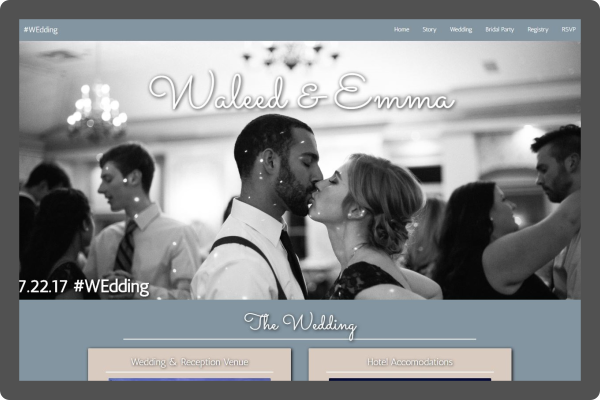 #WEdding
Home Story Wedding Bridal Party Registry RSVP
Waleed & Emma
7.22.17 #WEdding
The Wedding
Wedding & Reception Venue
Hotel Accomodations